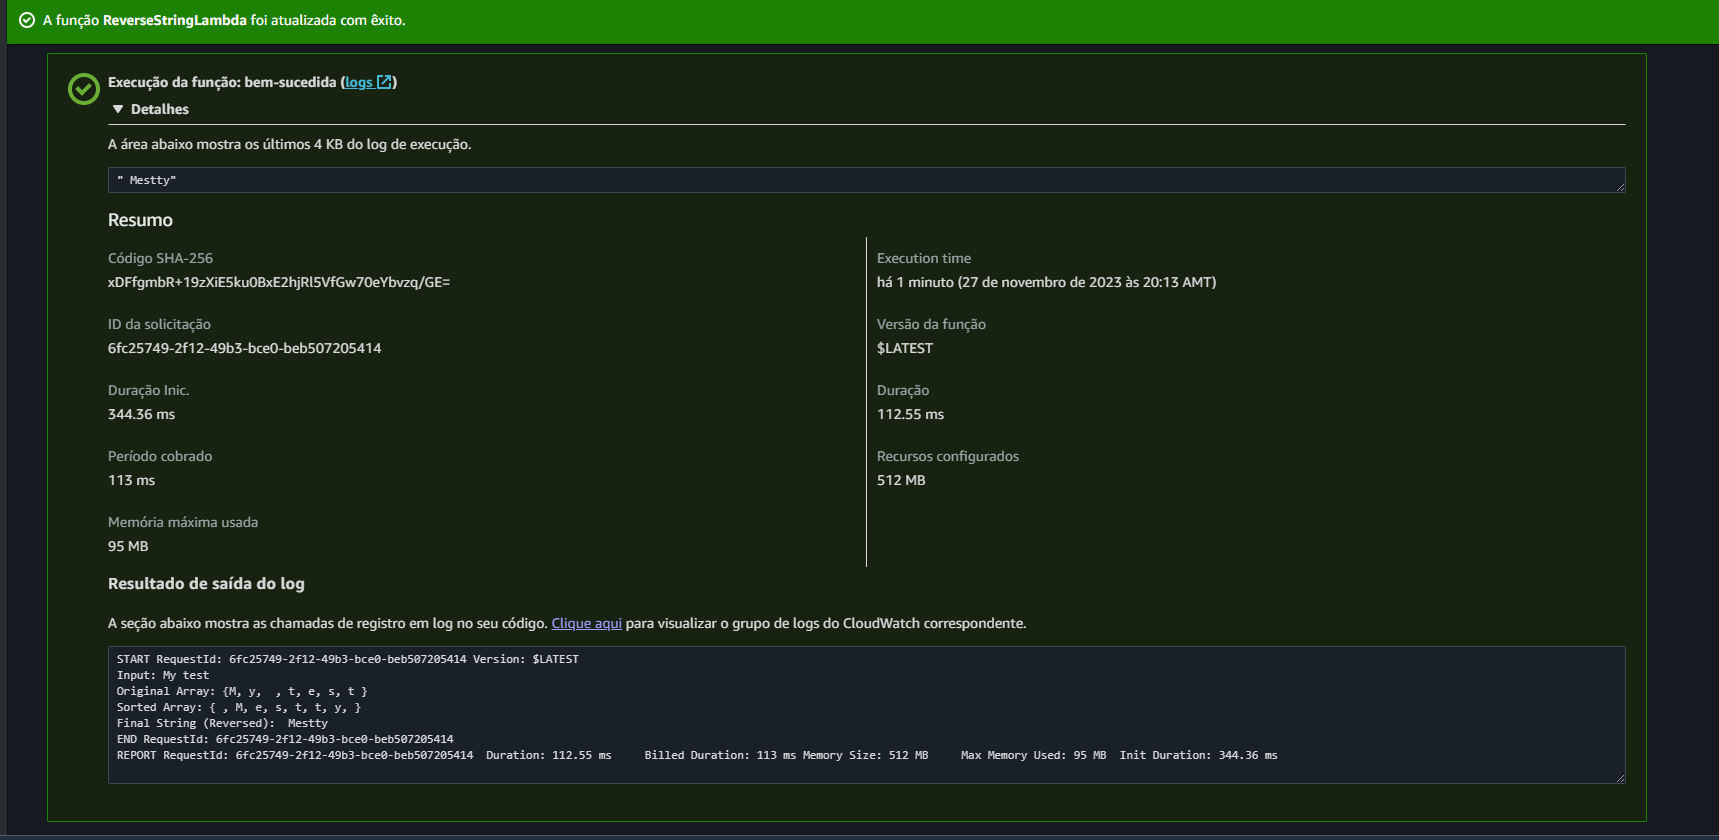 A função ReverseStringLambda foi atualizada com êxito.
Execução da função: bem-sucedida (logs)
Detalhes
A área abaixo mostra os últimos 4 KB do log de execução.
" Mestty"
Resumo
Código SHA-256
xDFfgmbR+19zXiE5ku0BxE2hjRl5VfGw70eYbvzq/GE=
Execution time
há 1 minuto (27 de novembro de 2023 às 20:13 AMT)
ID da solicitação
6fc25749-2f12-49b3-bce0-beb507205414
Versão da função
$LATEST
Duração Inic.
344.36 ms
Duração
112.55 ms
Período cobrado
113 ms
Recursos configurados
512 MB
Memória máxima usada
95 MB
Resultado de saída do log
A seção abaixo mostra as chamadas de registro em log no seu código. Clique aqui para visualizar o grupo de logs do CloudWatch correspondente.
START RequestId: 6fc25749-2f12-49b3-bce0-beb507205414 Version: $LATEST
Input: My test
Original Array: {M, y,  , t, e, s, t }
Sorted Array: { , M, e, s, t, t, y, }
Final String (Reversed):  Mestty
END RequestId: 6fc25749-2f12-49b3-bce0-beb507205414
REPORT RequestId: 6fc25749-2f12-49b3-bce0-beb507205414  Duration: 112.55 ms     Billed Duration: 113 ms Memory Size: 512 MB     Max Memory Used: 95 MB  Init Duration: 344.36 ms